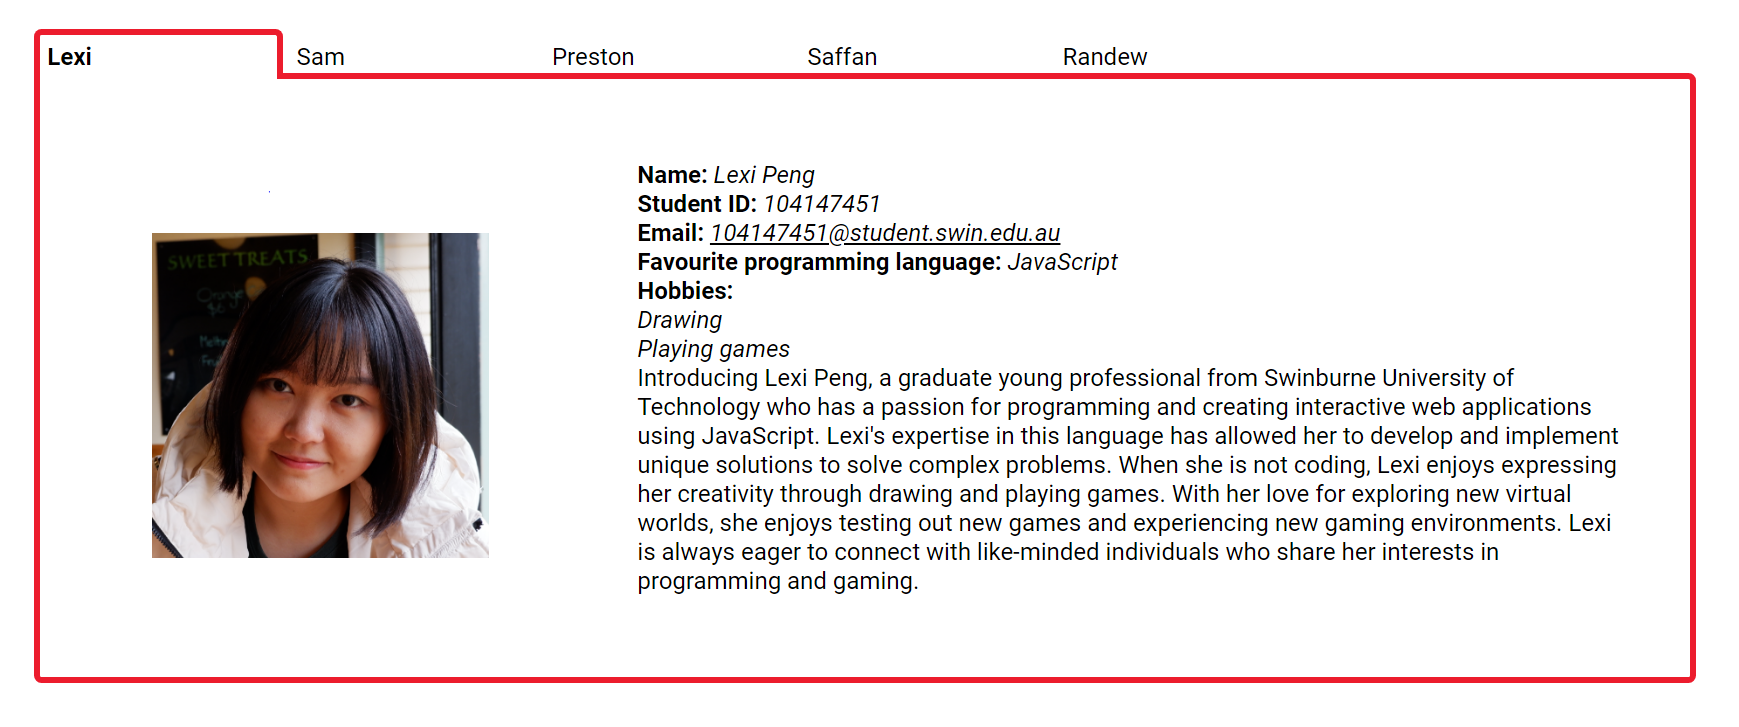 Lexi Sam Preston Saffan Randew
SWEET TREATS
Orange
Name: Lexi Peng
Student ID: 104147451
Email: 104147451@student.swin.edu.au
Favourite programming language: JavaScript
Hobbies:
Drawing
Playing games
Introducing Lexi Peng, a graduate young professional from Swinburne University of
Technology who has a passion for programming and creating interactive web applications
using JavaScript. Lexi's expertise in this language has allowed her to develop and implement
unique solutions to solve complex problems. When she is not coding, Lexi enjoys expressing
her creativity through drawing and playing games. With her love for exploring new virtual
worlds, she enjoys testing out new games and experiencing new gaming environments. Lexi
is always eager to connect with like-minded individuals who share her interests in
programming and gaming.